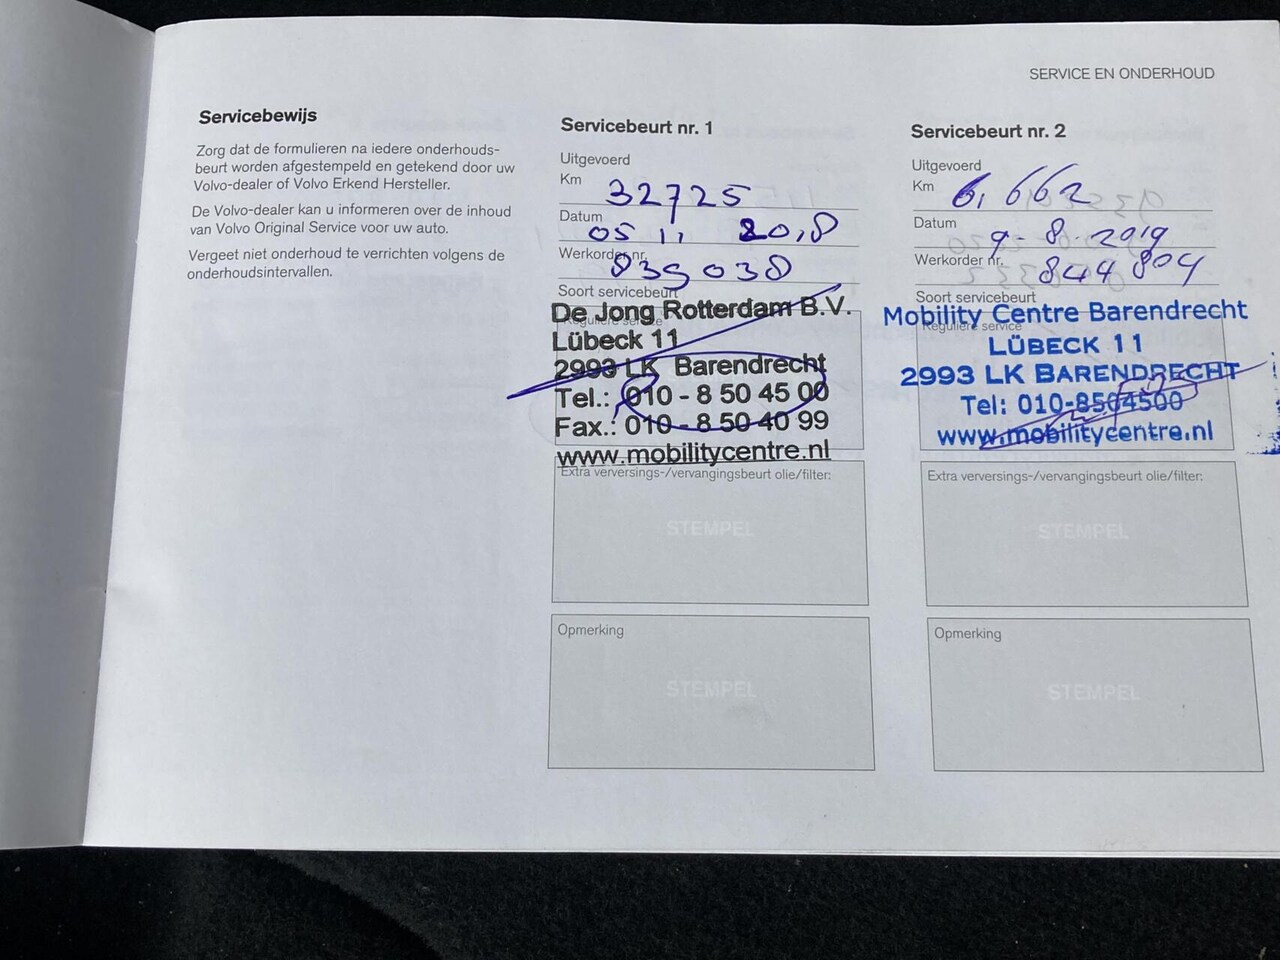 SERVICE EN ONDERHOUD
Servicebewijs
Zorg dat de formulieren na iedere onderhouds-
beurt worden afgestempeld en getekend door uw
Volvo-dealer of Volvo Erkend Hersteller.
De Volvo-dealer kan u informeren over de inhoud
van Volvo Original Service voor uw auto.
Vergeet niet onderhoud te verrichten volgens de
onderhoudsintervallen.
Servicebeurt nr. 1
Uitgevoerd
Km 32725
Datum 05 11 2018
Werkorder nr. 839038
Soort servicebeurt
Reguliere service
De Jong Rotterdam B.V.
Lübeck 11
2993 LK Barendrecht
Tel.: 010 - 8 50 45 00
Fax.: 010 - 8 50 40 99
www.mobilitycentre.nl
Extra verversings-/vervangingsbeurt olie/filter:
STEMPEL
Opmerking
STEMPEL
Servicebeurt nr. 2
Uitgevoerd
Km 61662
Datum 9-8-2019
Werkorder nr. 844804
Soort servicebeurt
Reguliere service
Mobility Centre Barendrecht
LÜBECK 11
2993 LK BARENDRECHT
Tel: 010-8504500
www.mobilitycentre.nl
Extra verversings-/vervangingsbeurt olie/filter:
STEMPEL
Opmerking
STEMPEL